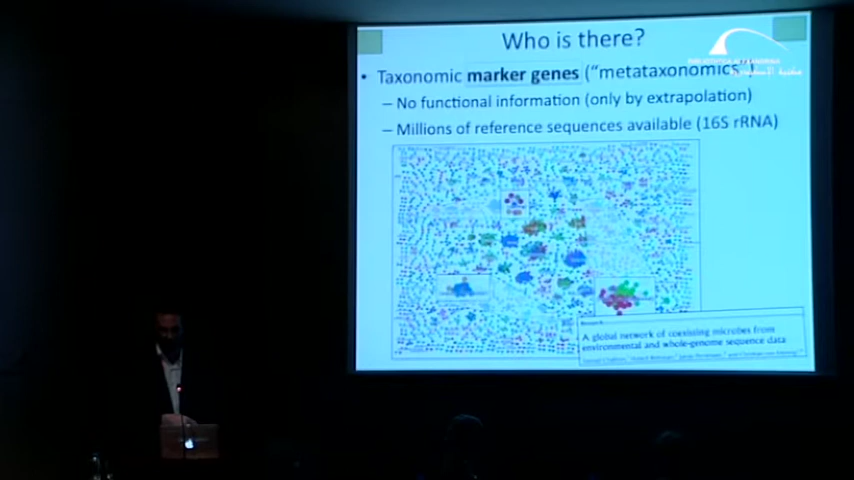 Who is there?
• Taxonomic marker genes ("metataxonomics")
– No functional information (only by extrapolation)
– Millions of reference sequences available (16S rRNA)
A global network of coexisting microbes from
environmental and whole-genome sequence data